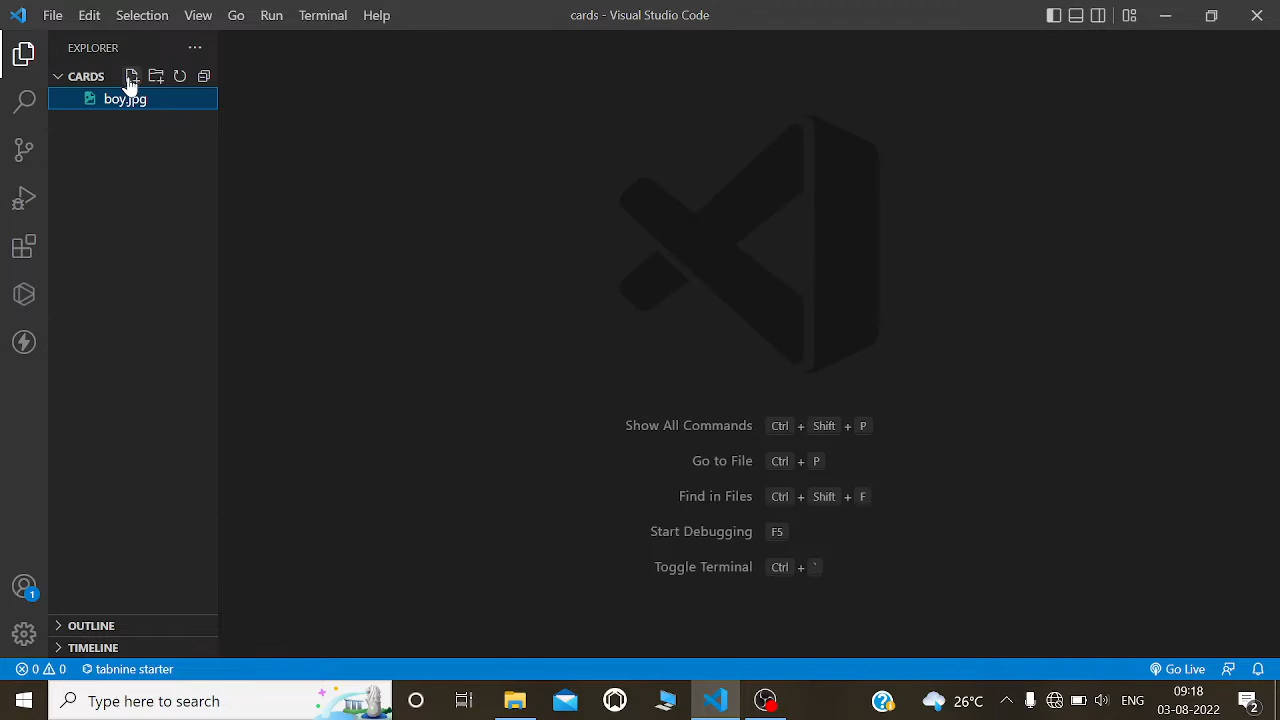 File Edit Selection View Go Run Terminal Help cards - Visual Studio Code
EXPLORER
CARDS
boy.jpg
Show All Commands Ctrl + Shift + P
Go to File Ctrl + P
Find in Files Ctrl + Shift + F
Start Debugging F5
Toggle Terminal Ctrl + `
1
OUTLINE
TIMELINE
0 0 tabnine starter Go Live
Type here to search 26°C ENG 09:18
03-08-2022 2